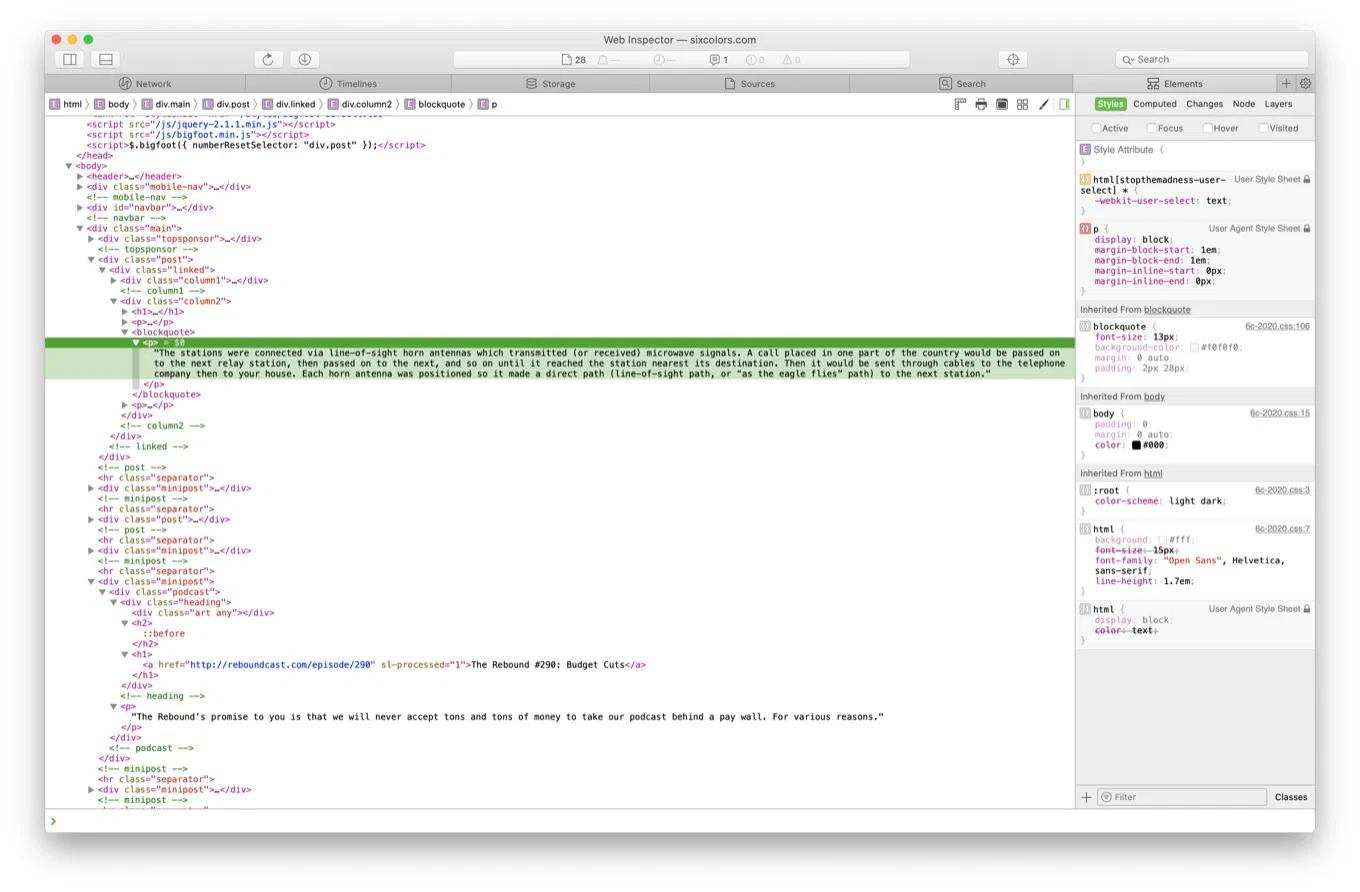 Web Inspector — sixcolors.com
28 — — 1 0 0
Search
Network Timelines Storage Sources Search Elements
html body div.main div.post div.linked div.column2 blockquote p
Styles Computed Changes Node Layers
<script src="/js/jquery-2.1.1.min.js"></script>
<script src="/js/bigfoot.min.js"></script>
<script>$.bigfoot({ numberResetSelector: "div.post" });</script>
</head>
<body>
<header>…</header>
<div class="mobile-nav">…</div>
<!-- mobile-nav -->
<div id="navbar">…</div>
<!-- navbar -->
<div class="main">
<div class="topsponsor">…</div>
<!-- topsponsor -->
<div class="post">
<div class="linked">
<div class="column1">…</div>
<!-- column1 -->
<div class="column2">
<h1>…</h1>
<p>…</p>
<blockquote>
<p> = $0
"The stations were connected via line-of-sight horn antennas which transmitted (or received) microwave signals. A call placed in one part of the country would be passed on
to the next relay station, then passed on to the next, and so on until it reached the station nearest its destination. Then it would be sent through cables to the telephone
company then to your house. Each horn antenna was positioned so it made a direct path (line-of-sight path, or “as the eagle flies” path) to the next station."
</p>
</blockquote>
<p>…</p>
</div>
<!-- column2 -->
</div>
<!-- linked -->
</div>
<!-- post -->
<hr class="separator">
<div class="minipost">…</div>
<!-- minipost -->
<hr class="separator">
<div class="post">…</div>
<!-- post -->
<hr class="separator">
<div class="minipost">…</div>
<!-- minipost -->
<hr class="separator">
<div class="minipost">
<div class="podcast">
<div class="heading">
<div class="art any"></div>
<h2>
::before
</h2>
<h1>
<a href="http://reboundcast.com/episode/290" sl-processed="1">The Rebound #290: Budget Cuts</a>
</h1>
</div>
<!-- heading -->
<p>
"The Rebound’s promise to you is that we will never accept tons and tons of money to take our podcast behind a pay wall. For various reasons."
</p>
</div>
<!-- podcast -->
</div>
<!-- minipost -->
<hr class="separator">
<div class="minipost">…</div>
<!-- minipost -->
Active Focus Hover Visited
Style Attribute {
}
html[stopthemadness-user- User Style Sheet
select] * {
-webkit-user-select: text;
}
p { User Agent Style Sheet
display: block;
margin-block-start: 1em;
margin-block-end: 1em;
margin-inline-start: 0px;
margin-inline-end: 0px;
}
Inherited From blockquote
blockquote { 6c-2020.css:106
font-size: 13px;
background-color: #f0f0f0;
margin: 0 auto;
padding: 2px 28px;
}
Inherited From body
body { 6c-2020.css:15
padding: 0;
margin: 0 auto;
color: #000;
}
Inherited From html
:root { 6c-2020.css:3
color-scheme: light dark;
}
html { 6c-2020.css:7
background: #fff;
font-size: 15px;
font-family: "Open Sans", Helvetica,
sans-serif;
line-height: 1.7em;
}
html { User Agent Style Sheet
display: block;
color: text;
}
Filter Classes